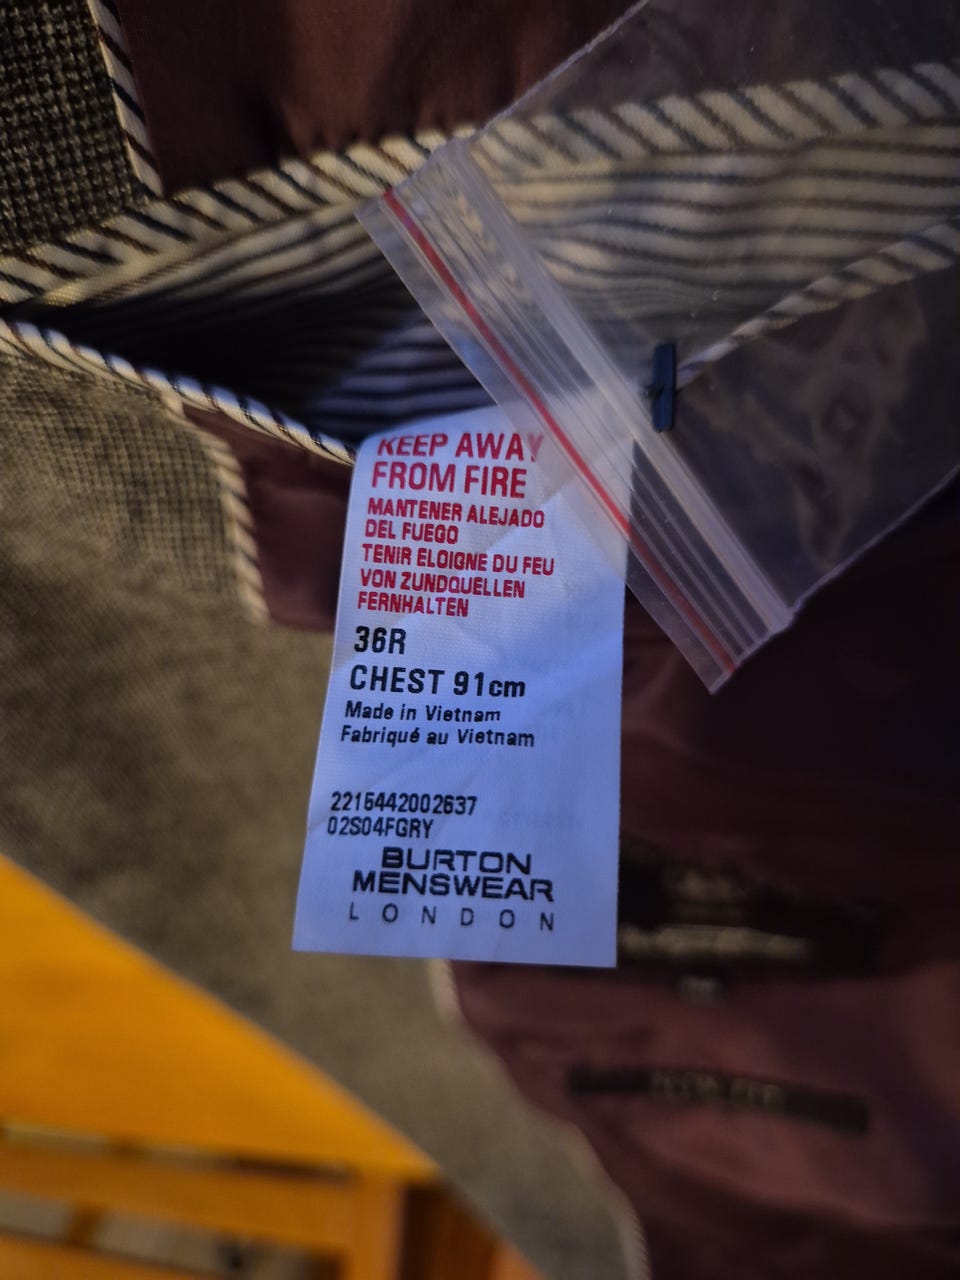 KEEP AWAY
FROM FIRE
MANTENER ALEJADO
DEL FUEGO
TENIR ELOIGNE DU FEU
VON ZUNDQUELLEN
FERNHALTEN
36R
CHEST 91cm
Made in Vietnam
Fabriqué au Vietnam
2216442002637
02S04FGRY
BURTON
MENSWEAR
LONDON